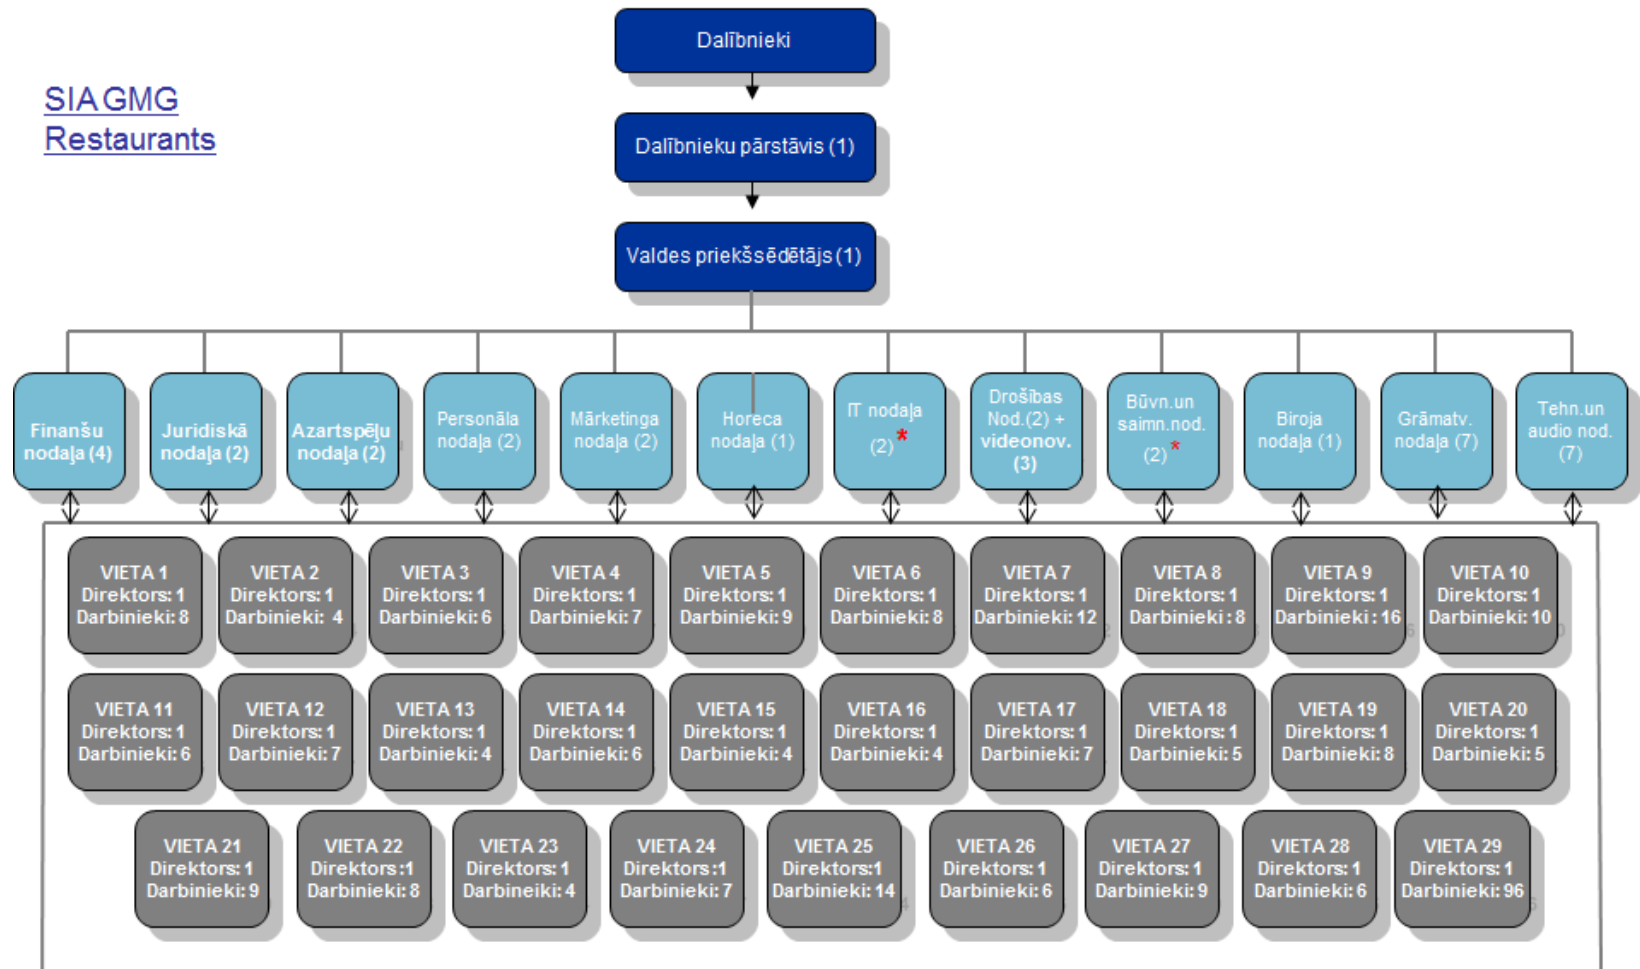 Dalībnieki
SIA GMG
Restaurants
Dalībnieku pārstāvis (1)
Valdes priekšsēdētājs (1)
Finanšu
nodaļa (4)
Juridiskā
nodaļa (2)
Azartspēļu
nodaļa (2)
Personāla
nodaļa (2)
Mārketinga
nodaļa (2)
Horeca
nodaļa (1)
IT nodaļa
(2) *
Drošības
Nod.(2) +
videonov.
(3)
Būvn.un
saimn.nod.
(2) *
Biroja
nodaļa (1)
Grāmatv.
nodaļa (7)
Tehn.un
audio nod.
(7)
VIETA 1
Direktors: 1
Darbinieki: 8
VIETA 2
Direktors: 1
Darbinieki: 4
VIETA 3
Direktors: 1
Darbinieki: 6
VIETA 4
Direktors: 1
Darbinieki: 7
VIETA 5
Direktors: 1
Darbinieki: 9
VIETA 6
Direktors: 1
Darbinieki: 8
VIETA 7
Direktors: 1
Darbinieki: 12
VIETA 8
Direktors: 1
Darbinieki : 8
VIETA 9
Direktors: 1
Darbinieki : 16
VIETA 10
Direktors: 1
Darbinieki: 10
VIETA 11
Direktors: 1
Darbinieki: 6
VIETA 12
Direktors: 1
Darbinieki: 7
VIETA 13
Direktors: 1
Darbinieki: 4
VIETA 14
Direktors: 1
Darbinieki: 6
VIETA 15
Direktors: 1
Darbinieki: 4
VIETA 16
Direktors: 1
Darbinieki: 4
VIETA 17
Direktors: 1
Darbinieki: 7
VIETA 18
Direktors: 1
Darbinieki: 5
VIETA 19
Direktors: 1
Darbinieki: 8
VIETA 20
Direktors: 1
Darbinieki: 5
VIETA 21
Direktors: 1
Darbinieki: 9
VIETA 22
Direktors :1
Darbinieki: 8
VIETA 23
Direktors: 1
Darbineiki: 4
VIETA 24
Direktors :1
Darbinieki: 7
VIETA 25
Direktors:1
Darbinieki: 14
VIETA 26
Direktors: 1
Darbinieki: 6
VIETA 27
Direktors: 1
Darbinieki: 9
VIETA 28
Direktors: 1
Darbinieki: 6
VIETA 29
Direktors: 1
Darbinieki: 96